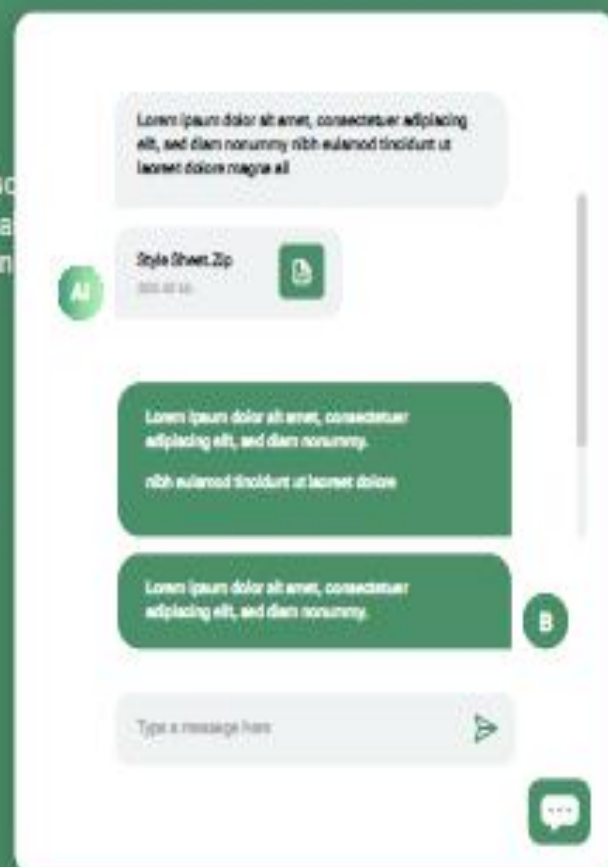 Lorem ipsum dolor sit amet, consectetuer adipiscing
elit, sed diam nonummy nibh euismod tincidunt ut
laoreet dolore magna ali
Style Sheet.Zip
AI
Lorem ipsum dolor sit amet, consectetuer
adipiscing elit, sed diam nonummy.
nibh euismod tincidunt ut laoreet dolore
Lorem ipsum dolor sit amet, consectetuer
adipiscing elit, sed diam nonummy.
B
Type a message here